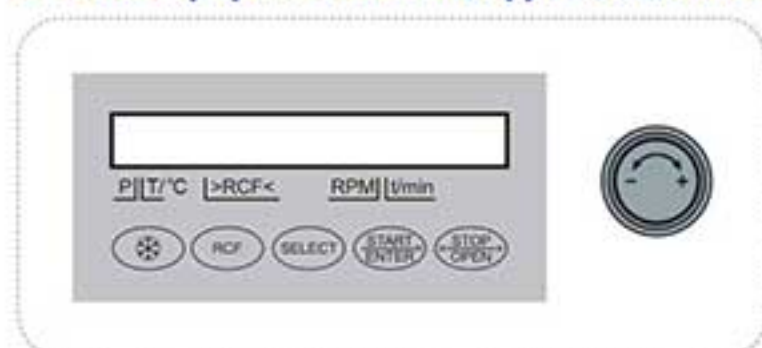 P T/°C >RCF< RPM t/min
RCF SELECT START ENTER STOP OPEN
- +